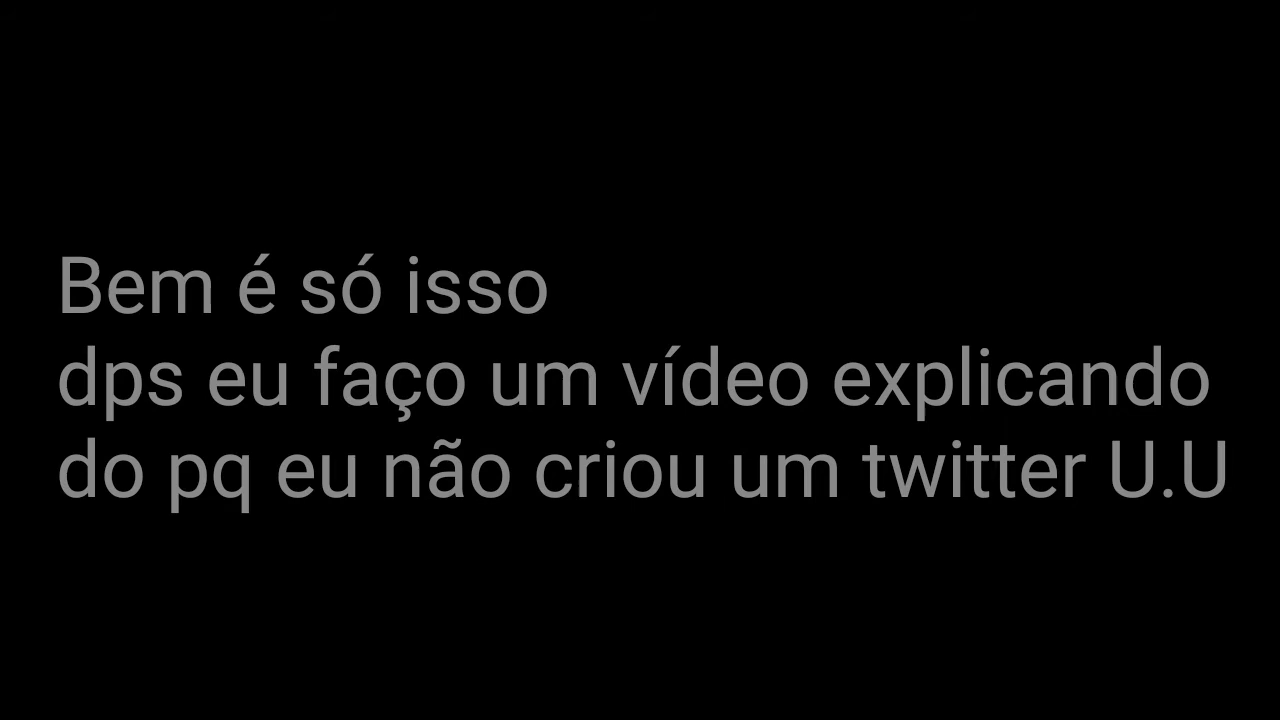 Bem é só isso
dps eu faço um vídeo explicando
do pq eu não criou um twitter U.U